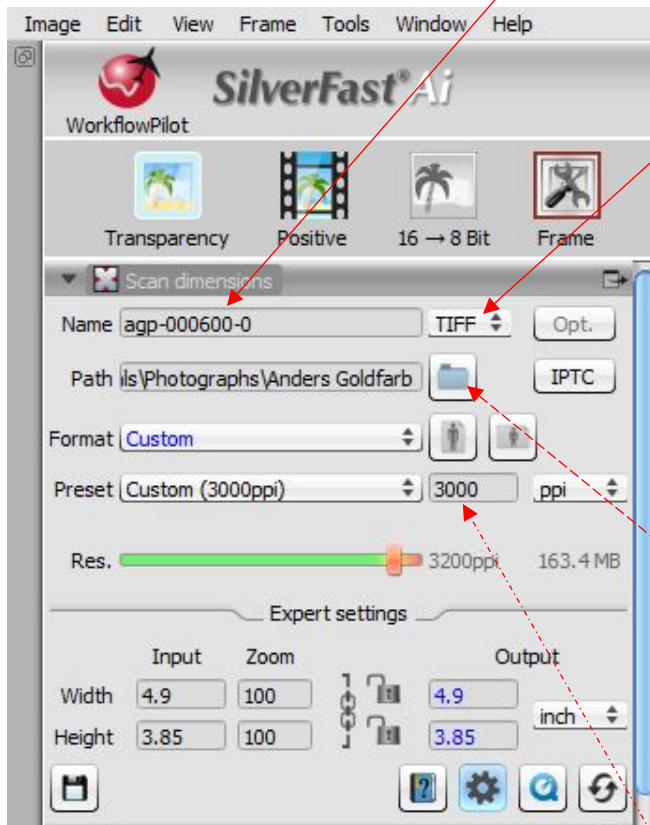 Image Edit View Frame Tools Window Help
SilverFast® Ai
WorkflowPilot
Transparency Positive 16 → 8 Bit Frame
Scan dimensions
Name agp-000600-0 TIFF Opt.
Path ils\Photographs\Anders Goldfarb IPTC
Format Custom
Preset Custom (3000ppi) 3000 ppi
Res. 3200ppi 163.4 MB
Expert settings
Input Zoom Output
Width 4.9 100 4.9
inch
Height 3.85 100 3.85
?